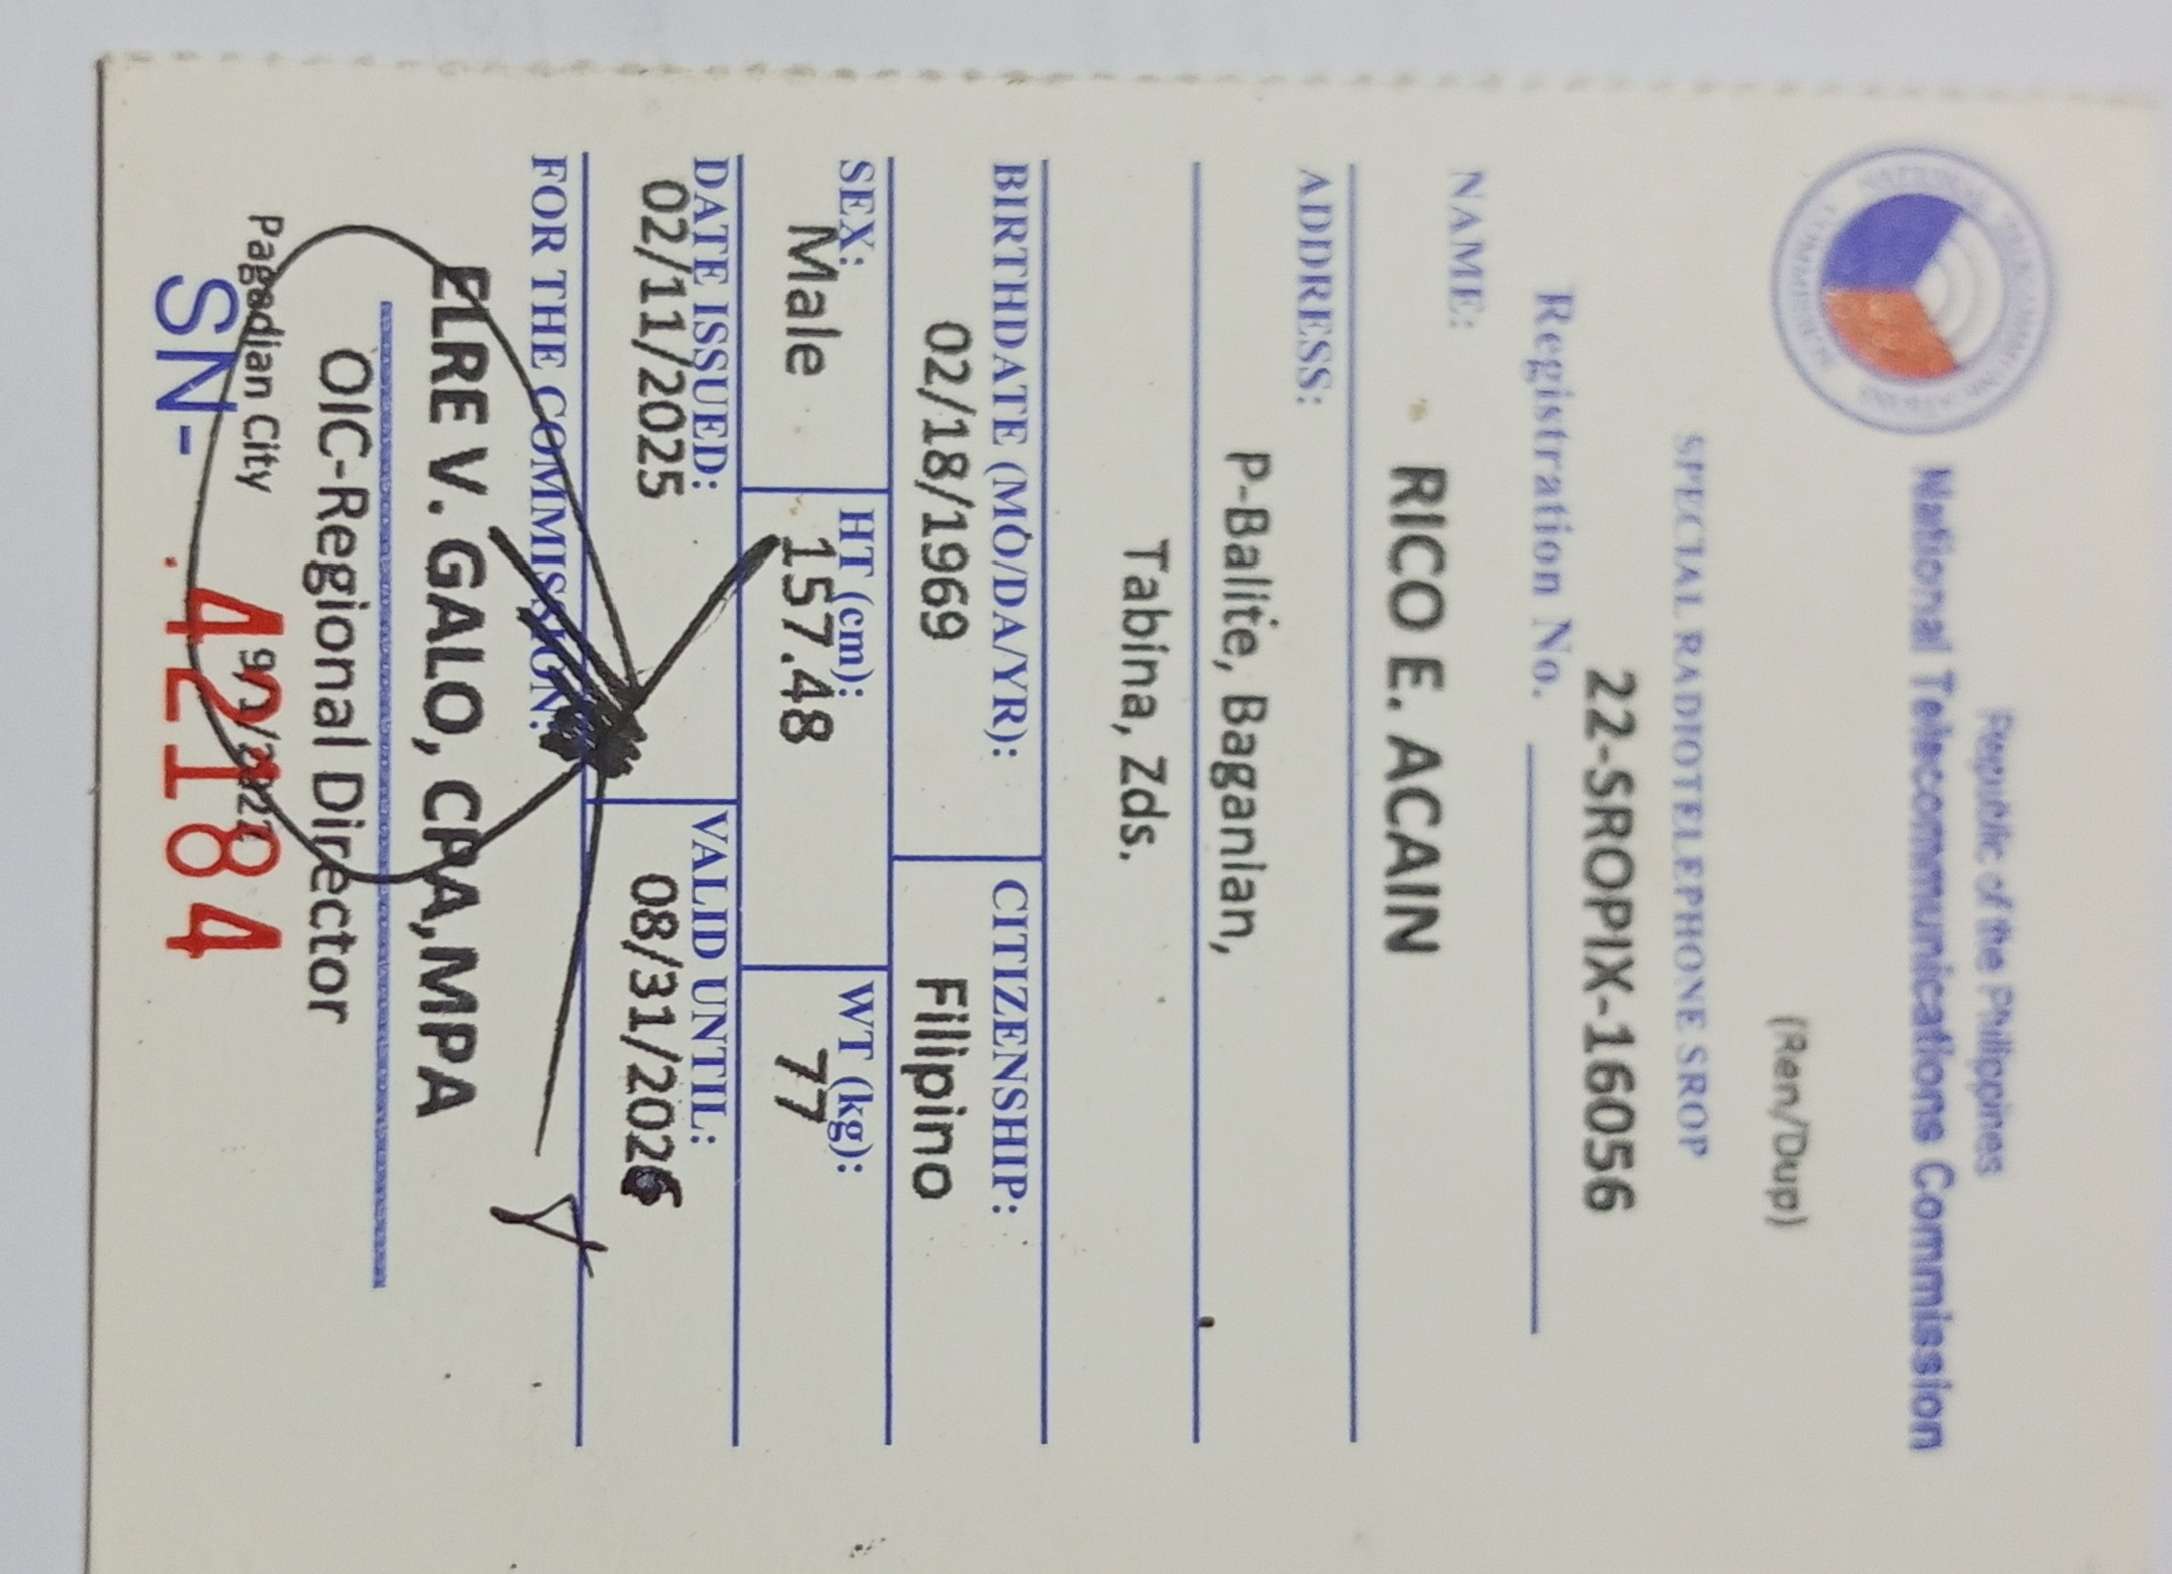 Republic of the Philippines
National Telecommunications Commission
(Ren/Dup)
SPECIAL RADIOTELEPHONE SROP
22-SROPIX-16056
Registration No.
NAME: RICO E. ACAIN
ADDRESS:
P-Balite, Baganian,
Tabina, Zds.
BIRTHDATE (MO/DA/YR): CITIZENSHIP:
02/18/1969 Filipino
SEX: HT (cm): WT (kg):
Male 157.48 77
DATE ISSUED: VALID UNTIL:
02/11/2025 08/31/2026
FOR THE COMMISSION:
ELRE V. GALO, CPA,MPA
OIC-Regional Director
Pagadian City
SN- 42184